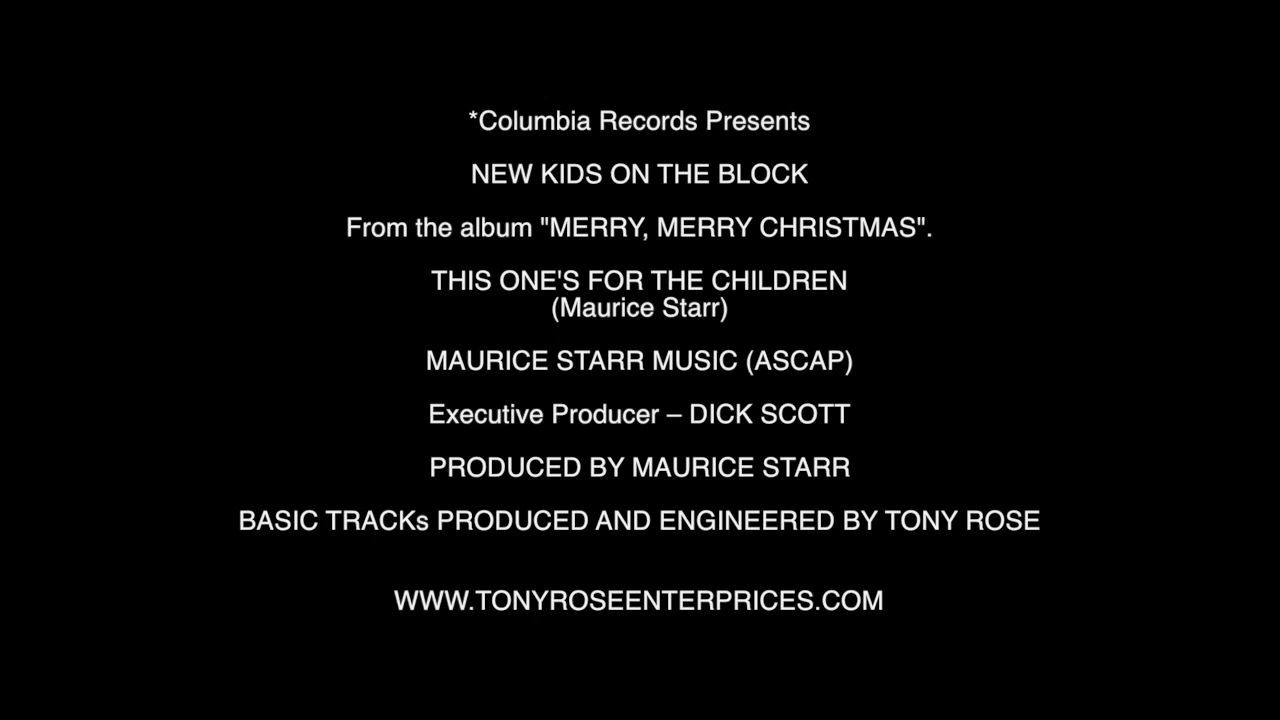 *Columbia Records Presents
NEW KIDS ON THE BLOCK
From the album "MERRY, MERRY CHRISTMAS".
THIS ONE'S FOR THE CHILDREN
(Maurice Starr)
MAURICE STARR MUSIC (ASCAP)
Executive Producer – DICK SCOTT
PRODUCED BY MAURICE STARR
BASIC TRACKs PRODUCED AND ENGINEERED BY TONY ROSE
WWW.TONYROSEENTERPRICES.COM